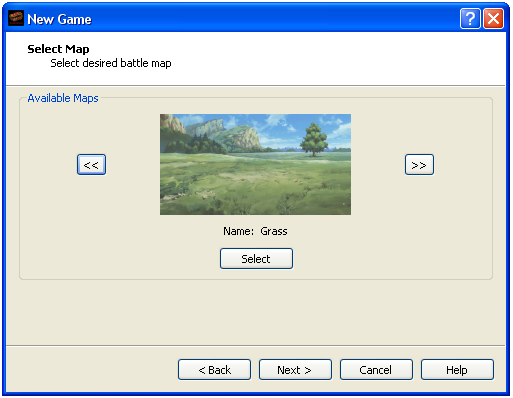 New Game
Select Map
Select desired battle map
Available Maps
<< >>
Name: Grass
Select
< Back Next > Cancel Help